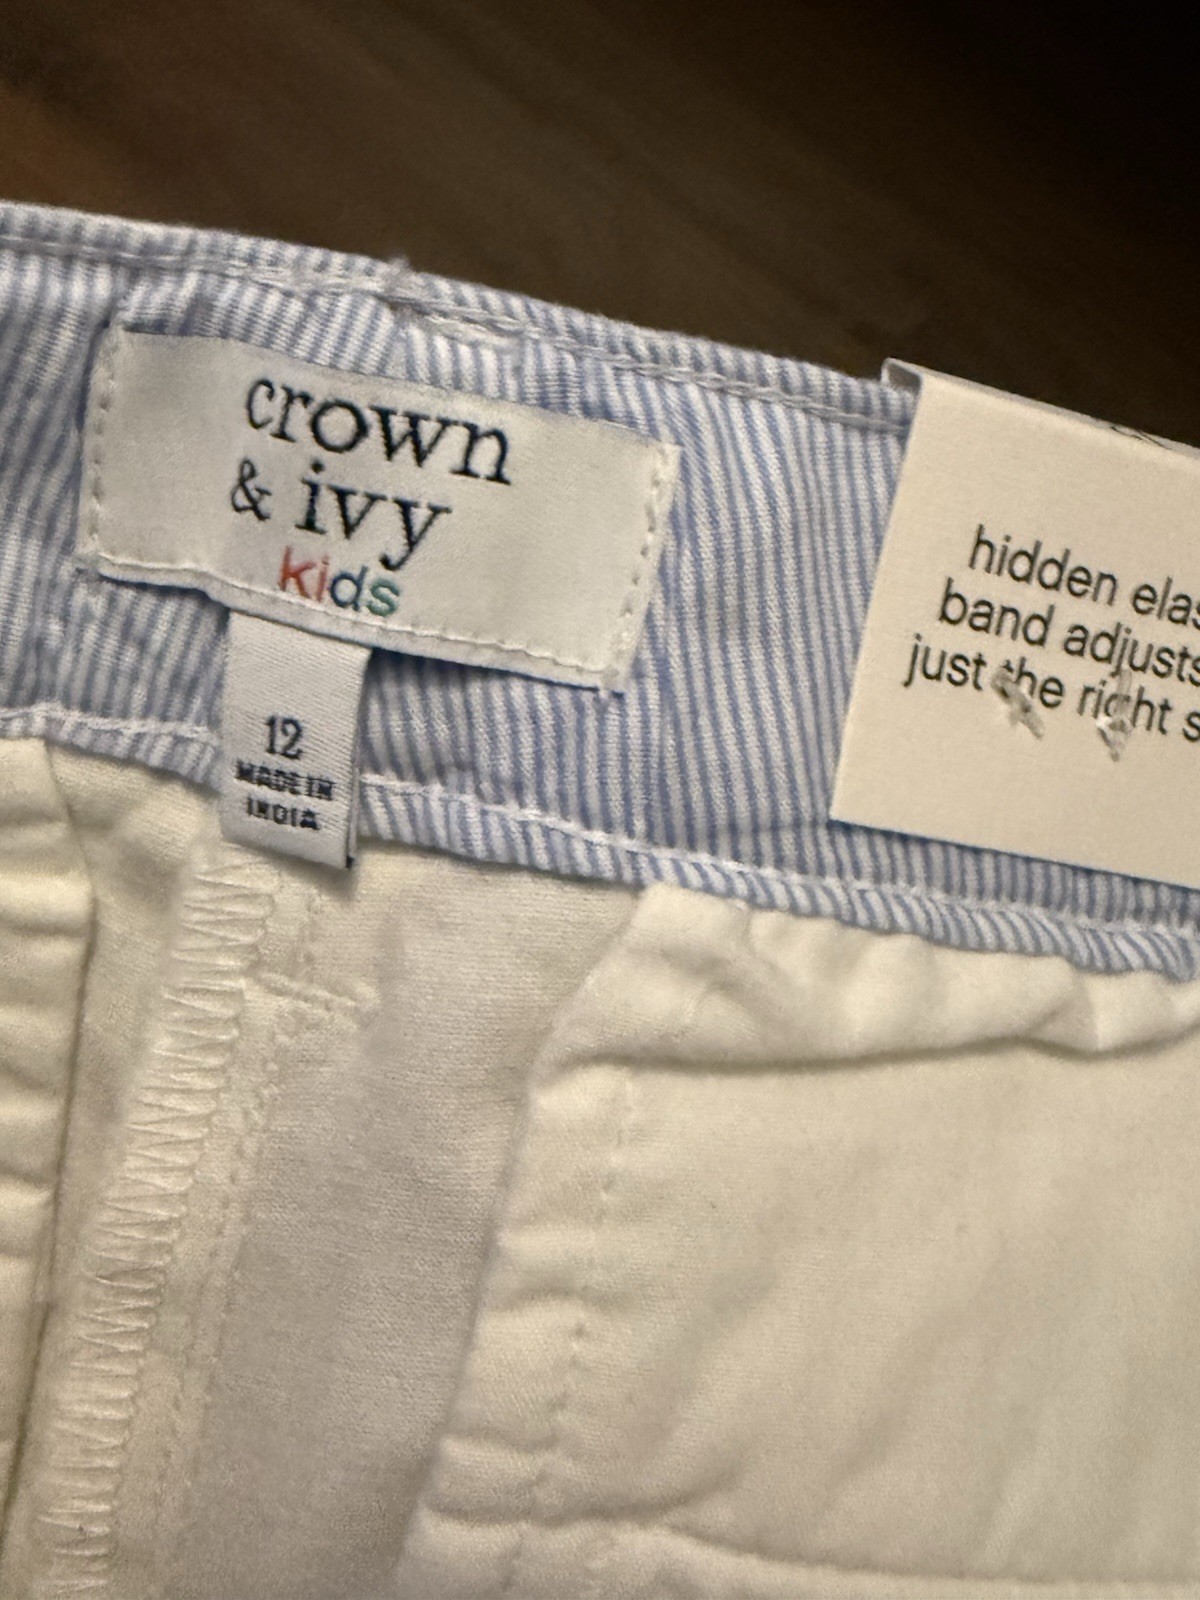 crown
& ivy
kids
12
MADE IN
INDIA
hidden elas
band adjusts
just the right s